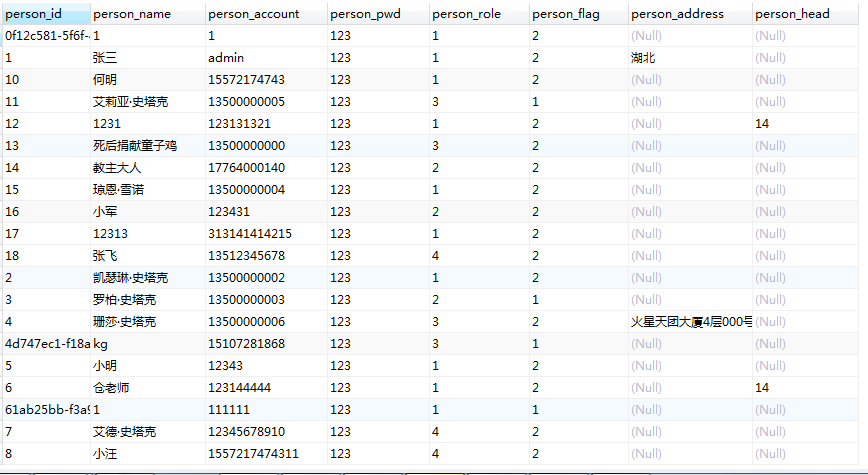 person_id person_name person_account person_pwd person_role person_flag person_address person_head
0f12c581-5f6f- 1 1 123 1 2 (Null) (Null)
1 张三 admin 123 1 2 湖北 (Null)
10 何明 15572174743 123 1 2 (Null) (Null)
11 艾莉亚·史塔克 13500000005 123 3 1 (Null) (Null)
12 1231 123131321 123 1 2 (Null) 14
13 死后捐献童子鸡 13500000000 123 3 2 (Null) (Null)
14 教主大人 17764000140 123 2 2 (Null) (Null)
15 琼恩·雪诺 13500000004 123 1 2 (Null) (Null)
16 小军 123431 123 2 2 (Null) (Null)
17 12313 313141414215 123 1 2 (Null) (Null)
18 张飞 13512345678 123 4 2 (Null) (Null)
2 凯瑟琳·史塔克 13500000002 123 1 2 (Null) (Null)
3 罗柏·史塔克 13500000003 123 2 1 (Null) (Null)
4 珊莎·史塔克 13500000006 123 3 2 火星天团大厦4层000号 (Null)
4d747ec1-f18a kg 15107281868 123 3 1 (Null) (Null)
5 小明 12343 123 1 2 (Null) (Null)
6 仓老师 123144444 123 1 2 (Null) 14
61ab25bb-f3a9 1 111111 123 1 1 (Null) (Null)
7 艾德·史塔克 12345678910 123 4 2 (Null) (Null)
8 小汪 1557217474311 123 4 2 (Null) (Null)